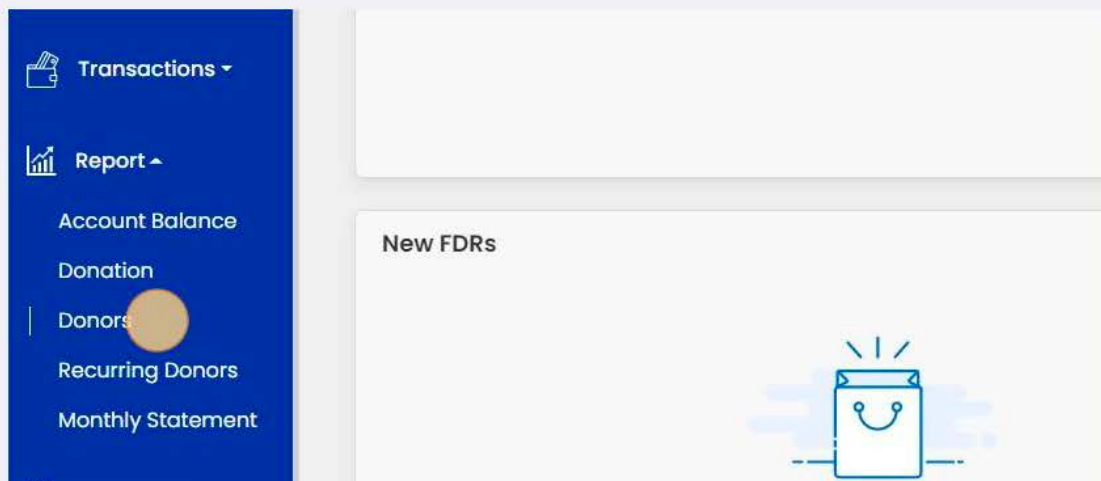 Transactions
Report
Account Balance
Donation
Donors
Recurring Donors
Monthly Statement
New FDRs